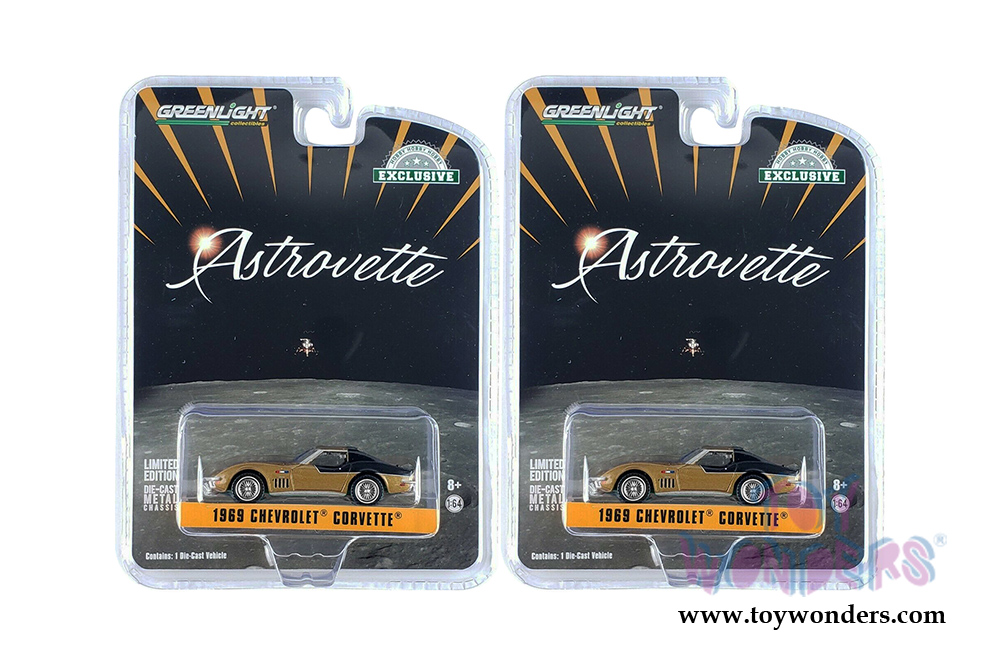 GREENLiGHT®
collectibles
HOBBY HOBBY HOBBY
EXCLUSIVE
Astrovette
LIMITED
EDITION
DIE-CAST
METAL
CHASSIS
8+
1:64
1969 CHEVROLET® CORVETTE®
Contains: 1 Die-Cast Vehicle
GREENLiGHT®
collectibles
HOBBY HOBBY HOBBY
EXCLUSIVE
Astrovette
LIMITED
EDITION
DIE-CAST
METAL
CHASSIS
8+
1:64
1969 CHEVROLET® CORVETTE®
Contains: 1 Die-Cast Vehicle
TOY
WONDERS®
www.toywonders.com